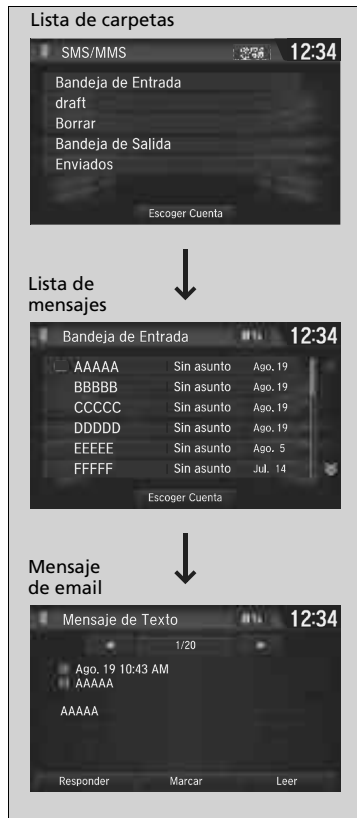 Lista de carpetas
SMS/MMS 12:34
Bandeja de Entrada
draft
Borrar
Bandeja de Salida
Enviados
Escoger Cuenta
Lista de
mensajes
Bandeja de Entrada 12:34
AAAAA Sin asunto Ago. 19
BBBBB Sin asunto Ago. 19
CCCCC Sin asunto Ago. 19
DDDDD Sin asunto Ago. 19
EEEEE Sin asunto Ago. 5
FFFFF Sin asunto Jul. 14
Escoger Cuenta
Mensaje
de email
Mensaje de Texto 12:34
1/20
Ago. 19 10:43 AM
AAAAA
AAAAA
Responder Marcar Leer